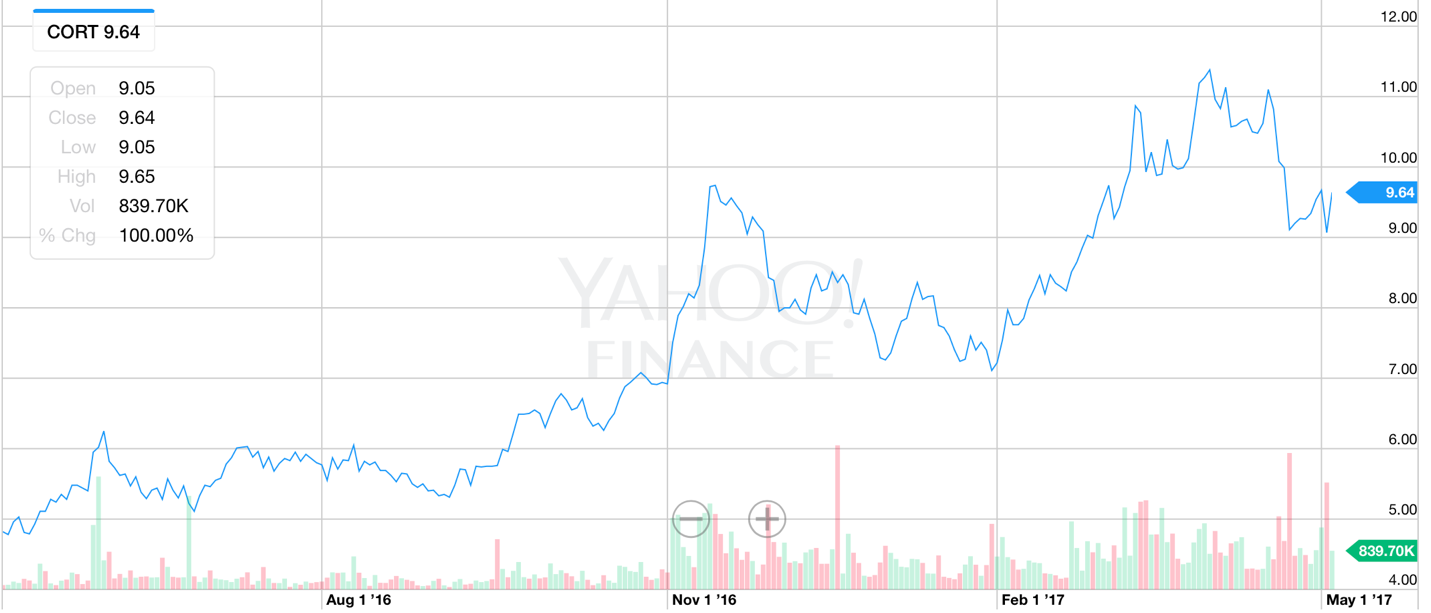 CORT 9.64
Open 9.05
Close 9.64
Low 9.05
High 9.65
Vol 839.70K
% Chg 100.00%
YAHOO!
FINANCE
12.00
11.00
10.00
9.64
9.00
8.00
7.00
6.00
5.00
839.70K
4.00
Aug 1 '16 Nov 1 '16 Feb 1 '17 May 1 '17